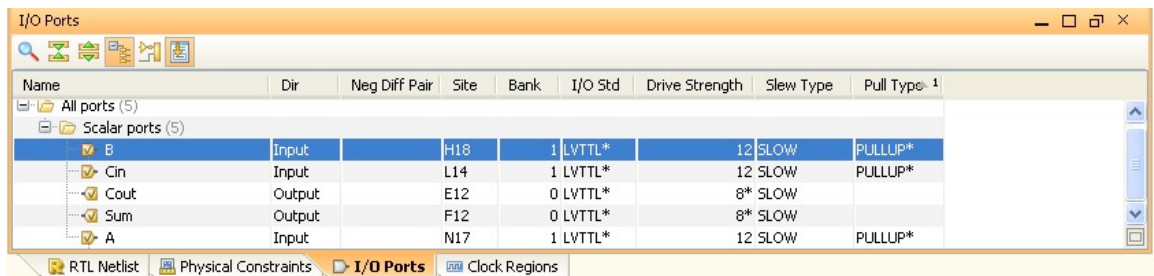 I/O Ports
Name Dir Neg Diff Pair Site Bank I/O Std Drive Strength Slew Type Pull Type 1
All ports (5)
Scalar ports (5)
B Input H18 1 LVTTL* 12 SLOW PULLUP*
Cin Input L14 1 LVTTL* 12 SLOW PULLUP*
Cout Output E12 0 LVTTL* 8* SLOW
Sum Output F12 0 LVTTL* 8* SLOW
A Input N17 1 LVTTL* 12 SLOW PULLUP*
RTL Netlist Physical Constraints I/O Ports Clock Regions